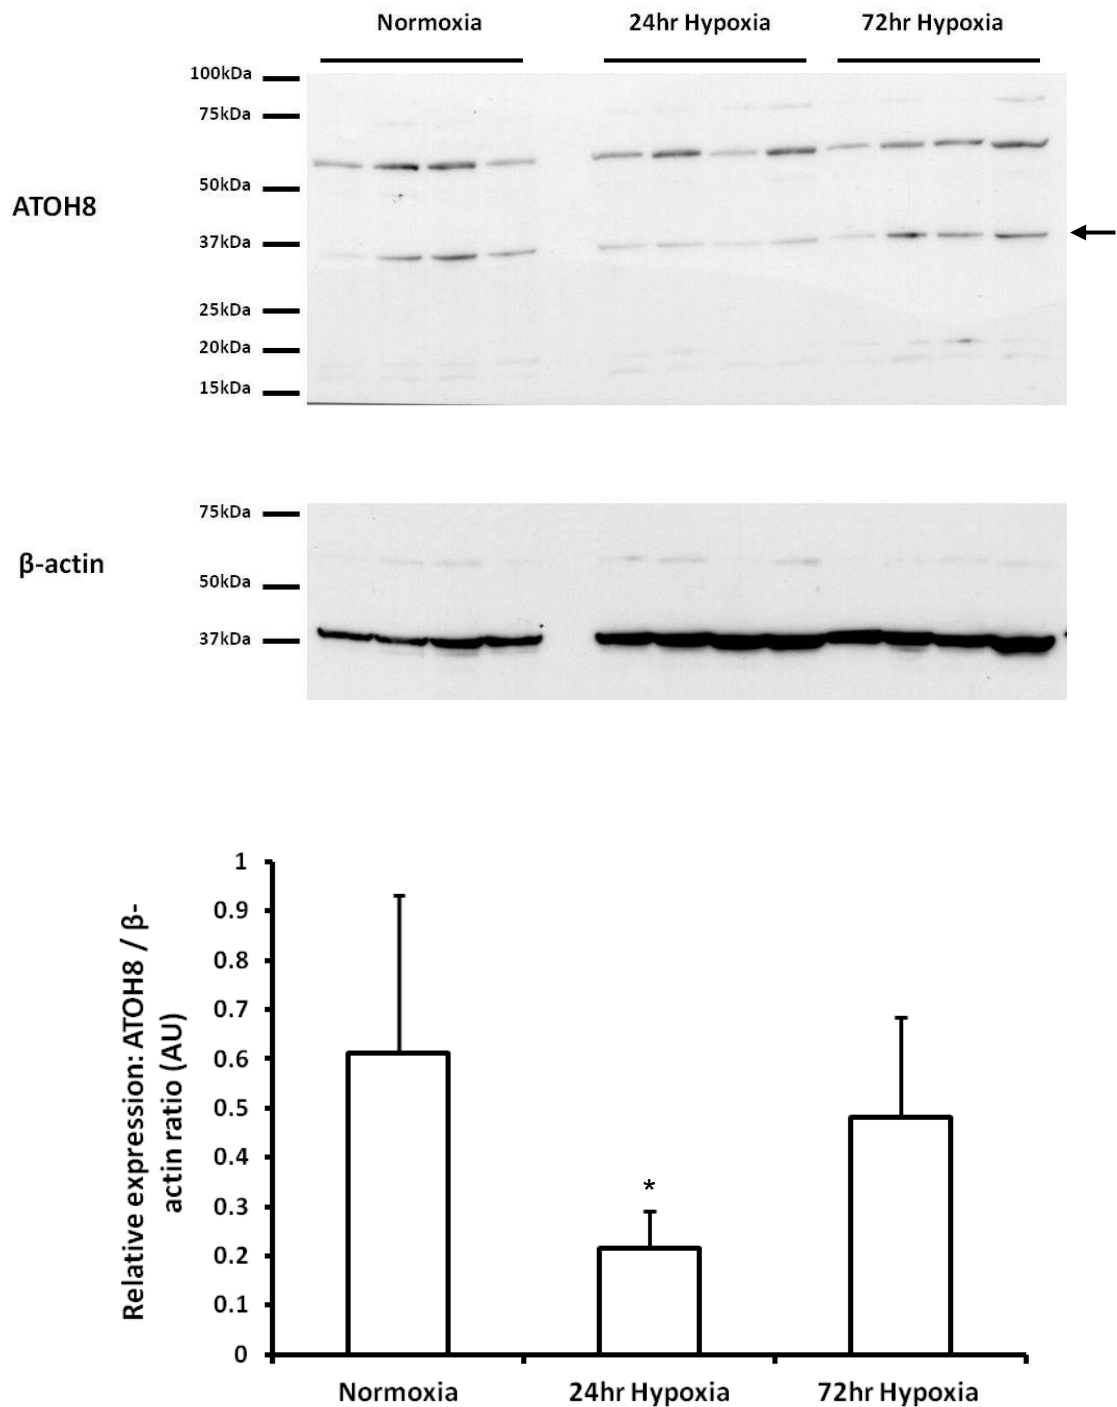 Normoxia 24hr Hypoxia 72hr Hypoxia
100kDa
75kDa
50kDa
ATOH8
37kDa
25kDa
20kDa
15kDa
75kDa
β-actin
50kDa
37kDa
Relative expression: ATOH8 / β-
actin ratio (AU)
1
0.9
0.8
0.7
0.6
0.5
0.4
0.3
0.2
0.1
0
*
Normoxia 24hr Hypoxia 72hr Hypoxia